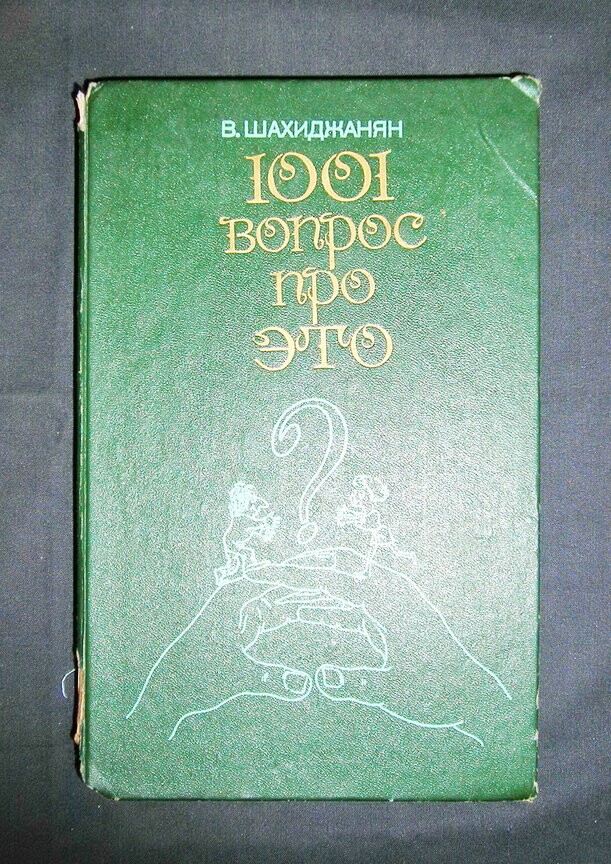 В. ШАХИДЖАНЯН
1001
ВОПРОС
ПРО
ЭТО
?